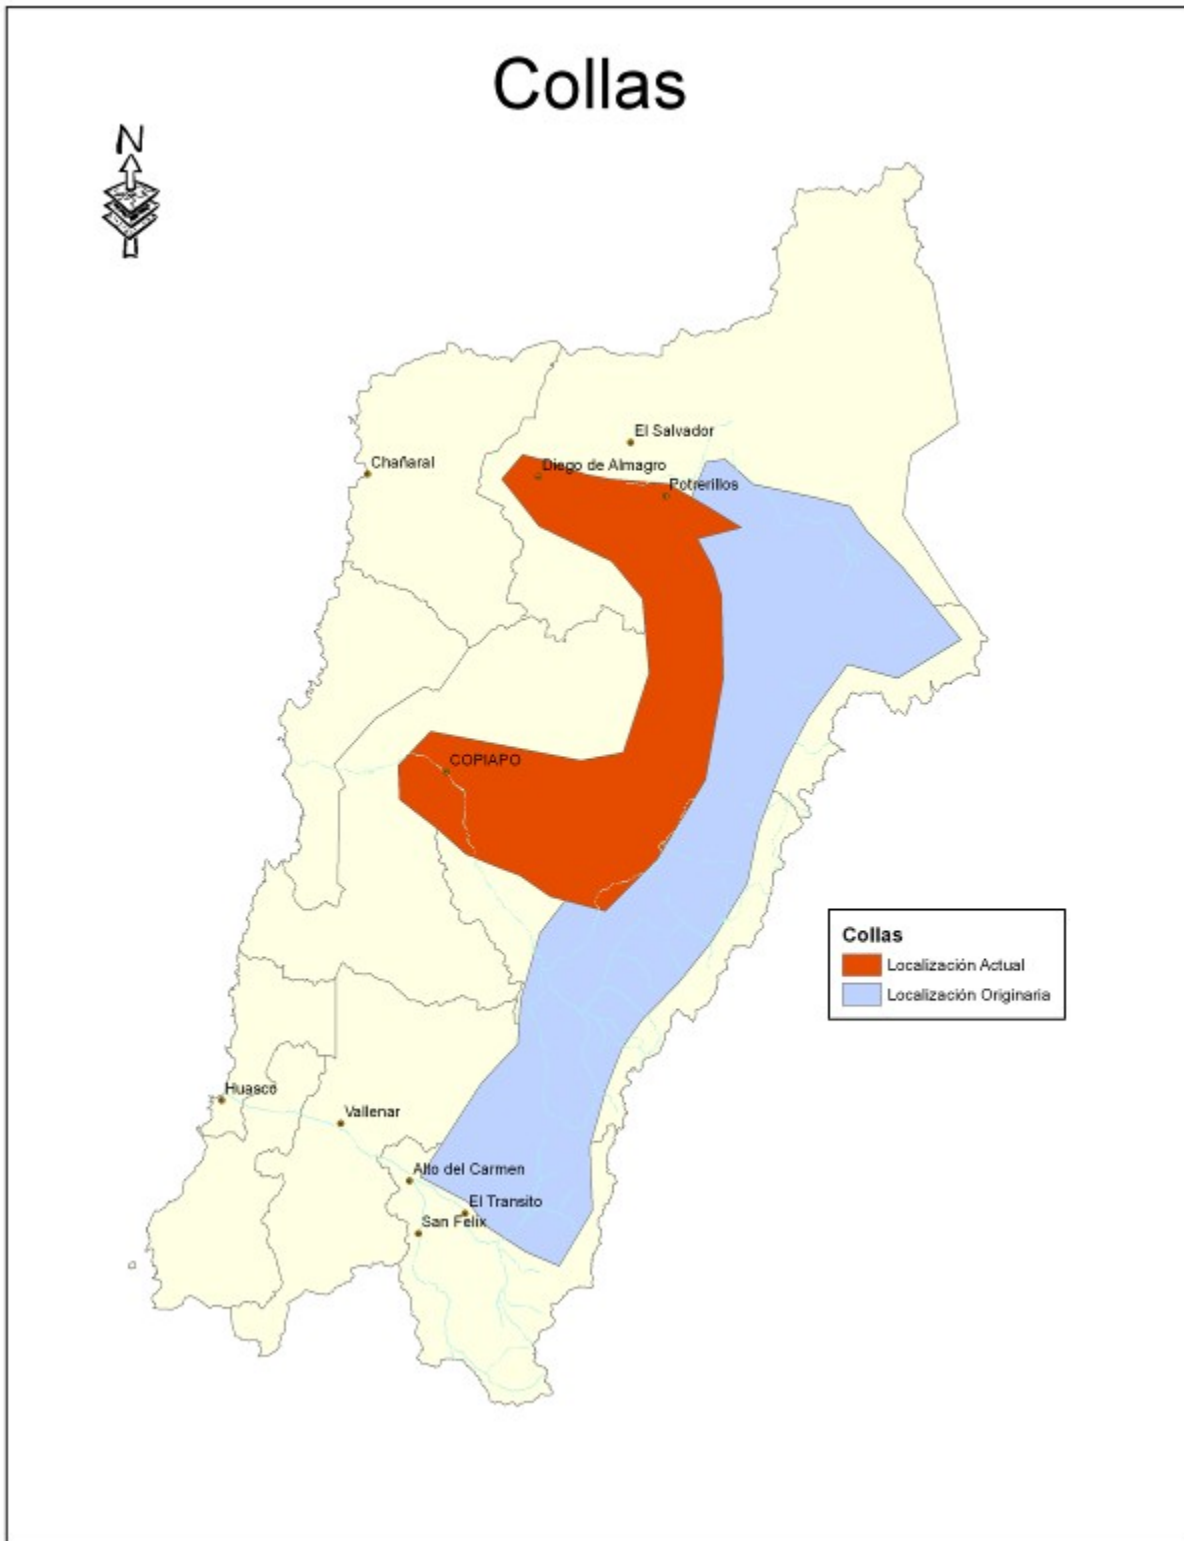 Collas
N
El Salvador
Chañaral
Diego de Almagro
Potrerillos
COPIAPO
Collas
Localización Actual
Localización Originaria
Huasco
Vallenar
Alto del Carmen
El Transito
San Felix